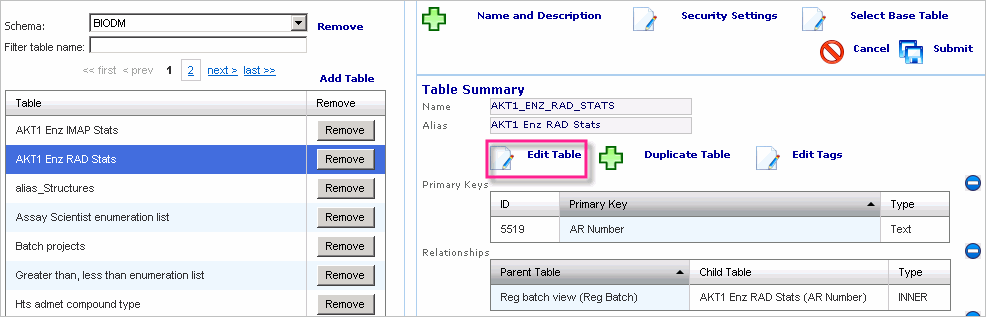 Schema: BIODM Remove
Filter table name:
<< first < prev 1 2 next > last >>
Add Table
Table Remove
AKT1 Enz IMAP Stats Remove
AKT1 Enz RAD Stats Remove
alias_Structures Remove
Assay Scientist enumeration list Remove
Batch projects Remove
Greater than, less than enumeration list Remove
Hts admet compound type Remove
Name and Description Security Settings Select Base Table
Cancel Submit
Table Summary
Name AKT1_ENZ_RAD_STATS
Alias AKT1 Enz RAD Stats
Edit Table Duplicate Table Edit Tags
Primary Keys
ID Primary Key Type
5519 AR Number Text
Relationships
Parent Table Child Table TYPE
Reg batch view (Reg Batch) AKT1 Enz RAD Stats (AR Number) INNER